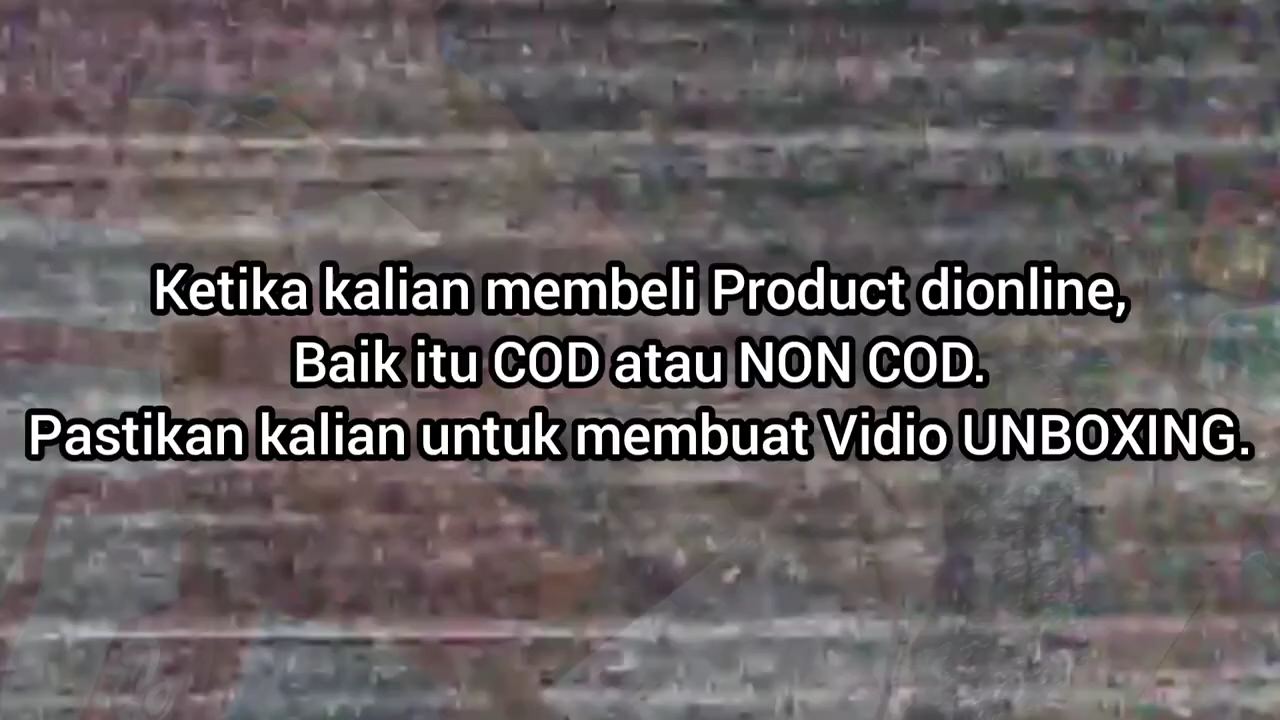 Ketika kalian membeli Product dionline,
Baik itu COD atau NON COD.
Pastikan kalian untuk membuat Vidio UNBOXING.